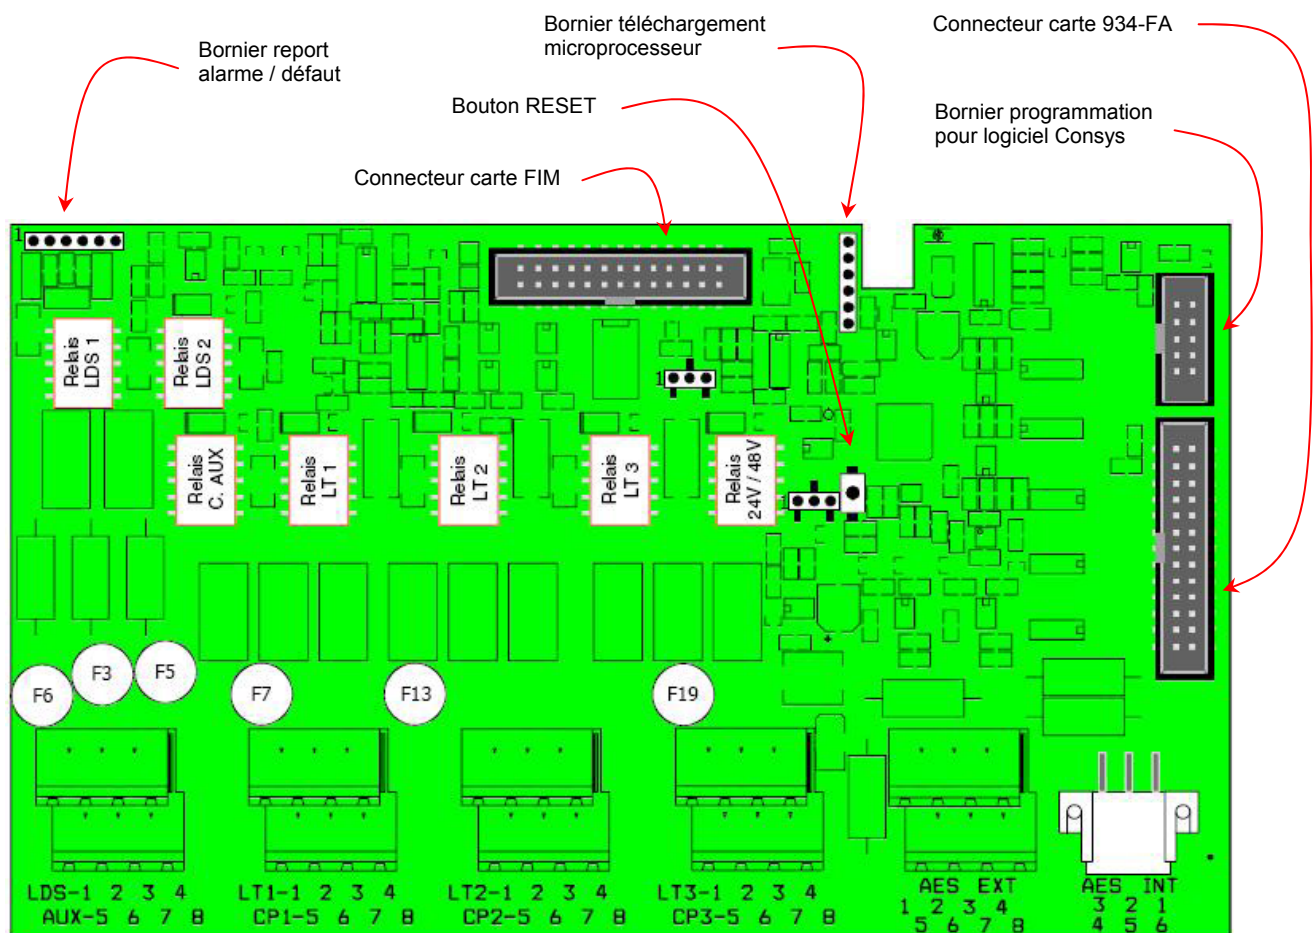 Bornier téléchargement
microprocesseur
Connecteur carte 934-FA
Bornier report
alarme / défaut
Bouton RESET
Bornier programmation
pour logiciel Consys
Connecteur carte FIM
1
Relais
LDS 1
Relais
LDS 2
1
Relais
C. AUX
Relais
LT 1
Relais
LT 2
Relais
LT 3
Relais
24V / 48V
1
F6
F3
F5
F7
F13
F19
LDS-1 2 3 4
AUX-5 6 7 8
LT1-1 2 3 4
CP1-5 6 7 8
LT2-1 2 3 4
CP2-5 6 7 8
LT3-1 2 3 4
CP3-5 6 7 8
AES EXT
1 2 3 4
5 6 7 8
AES INT
3 2 1
4 5 6